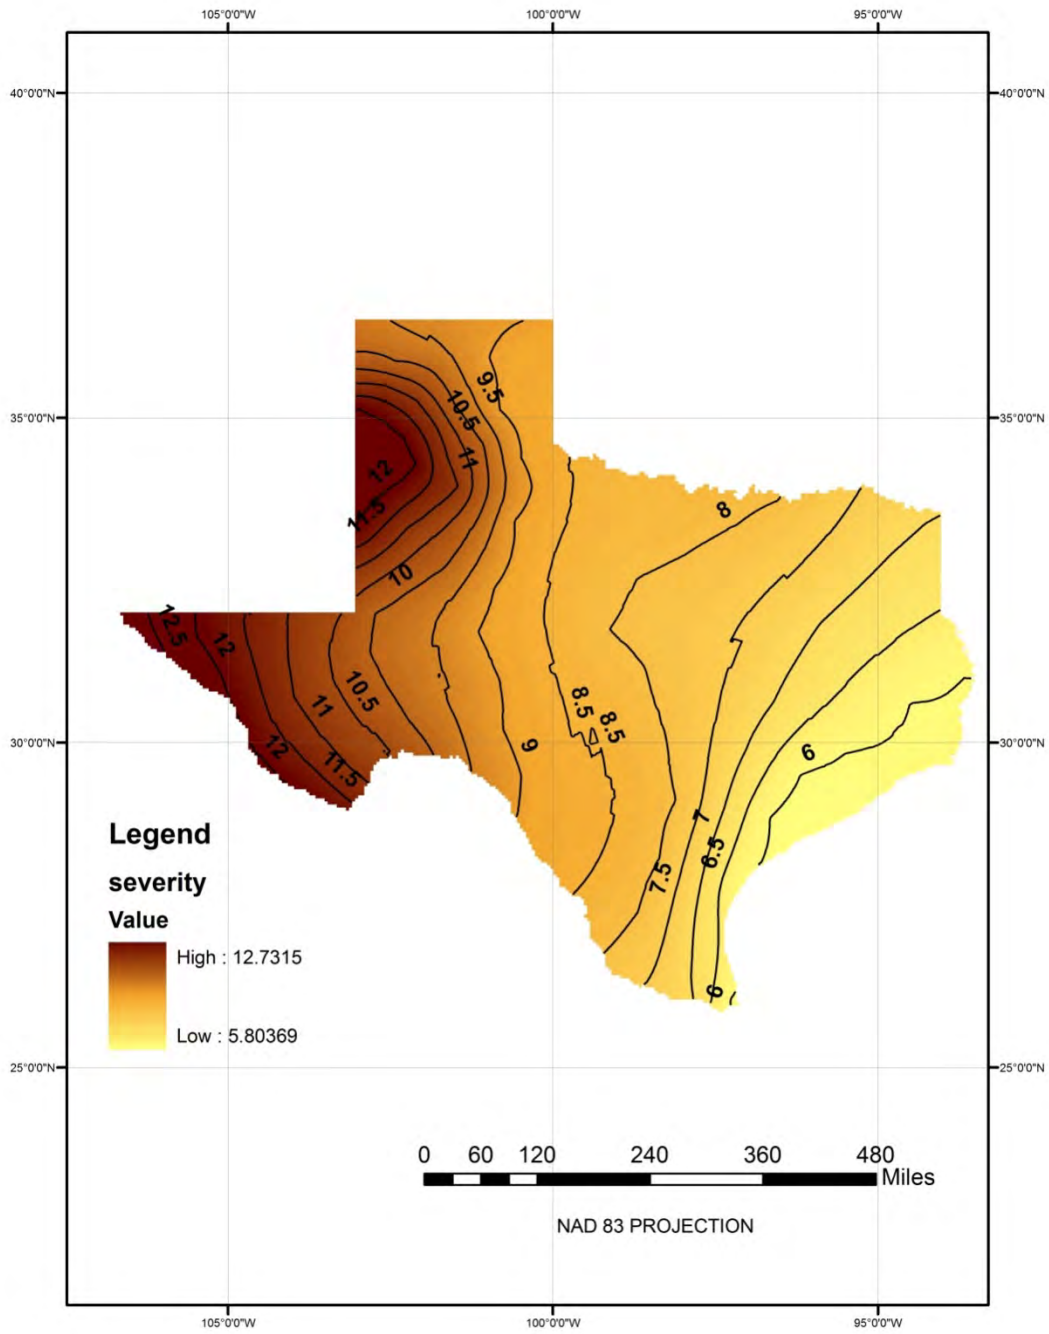 105°0'0"W 100°0'0"W 95°0'0"W
40°0'0"N 40°0'0"N
9.5
10.5
35°0'0"N 35°0'0"N
11
12
11.5
8
10
12.5
12
10.5
8.5
11
8.5
12
9
30°0'0"N 30°0'0"N
6
11.5
7
Legend
6.5
severity
7.5
Value
High : 12.7315
6
Low : 5.80369
25°0'0"N 25°0'0"N
0 60 120 240 360 480
Miles
NAD 83 PROJECTION
105°0'0"W 100°0'0"W 95°0'0"W